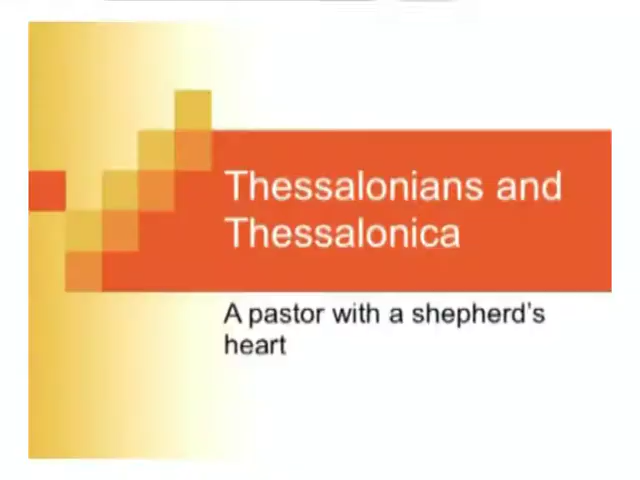 Thessalonians and
Thessalonica
A pastor with a shepherd's
heart